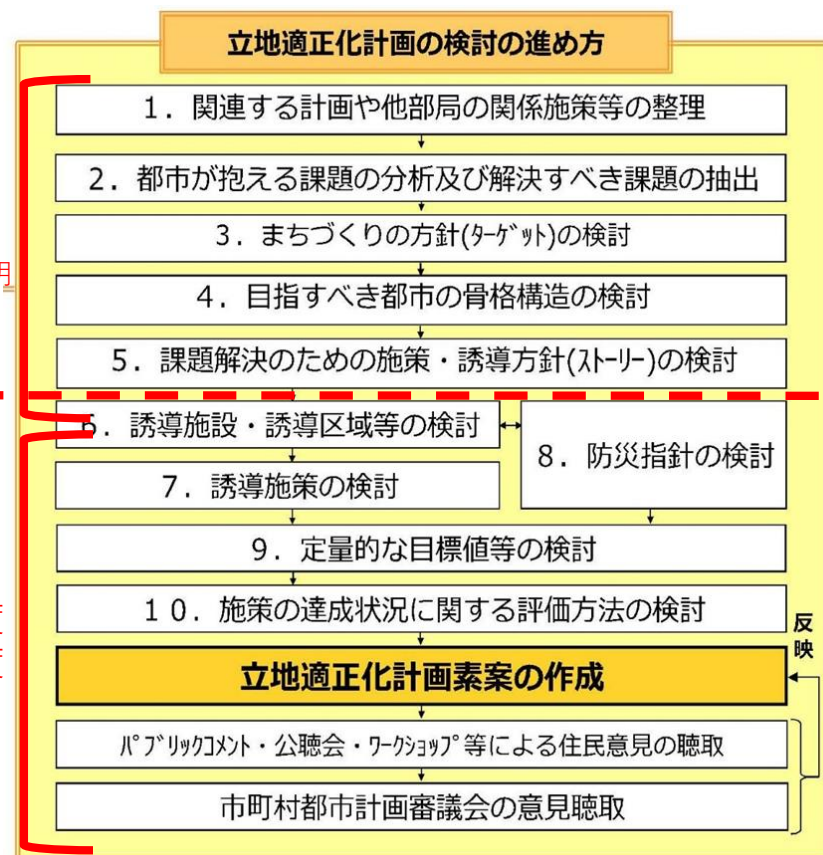 立地適正化計画の検討の進め方
1．関連する計画や他部局の関係施策等の整理
2．都市が抱える課題の分析及び解決すべき課題の抽出
3．まちづくりの方針(ﾀｰｹﾞｯﾄ)の検討
4．目指すべき都市の骨格構造の検討
5．課題解決のための施策・誘導方針(ｽﾄｰﾘｰ)の検討
6．誘導施設・誘導区域等の検討
8．防災指針の検討
7．誘導施策の検討
9．定量的な目標値等の検討
10．施策の達成状況に関する評価方法の検討
反映
立地適正化計画素案の作成
ﾊﾟﾌﾞﾘｯｸｺﾒﾝﾄ・公聴会・ﾜｰｸｼｮｯﾌﾟ等による住民意見の聴取
市町村都市計画審議会の意見聴取